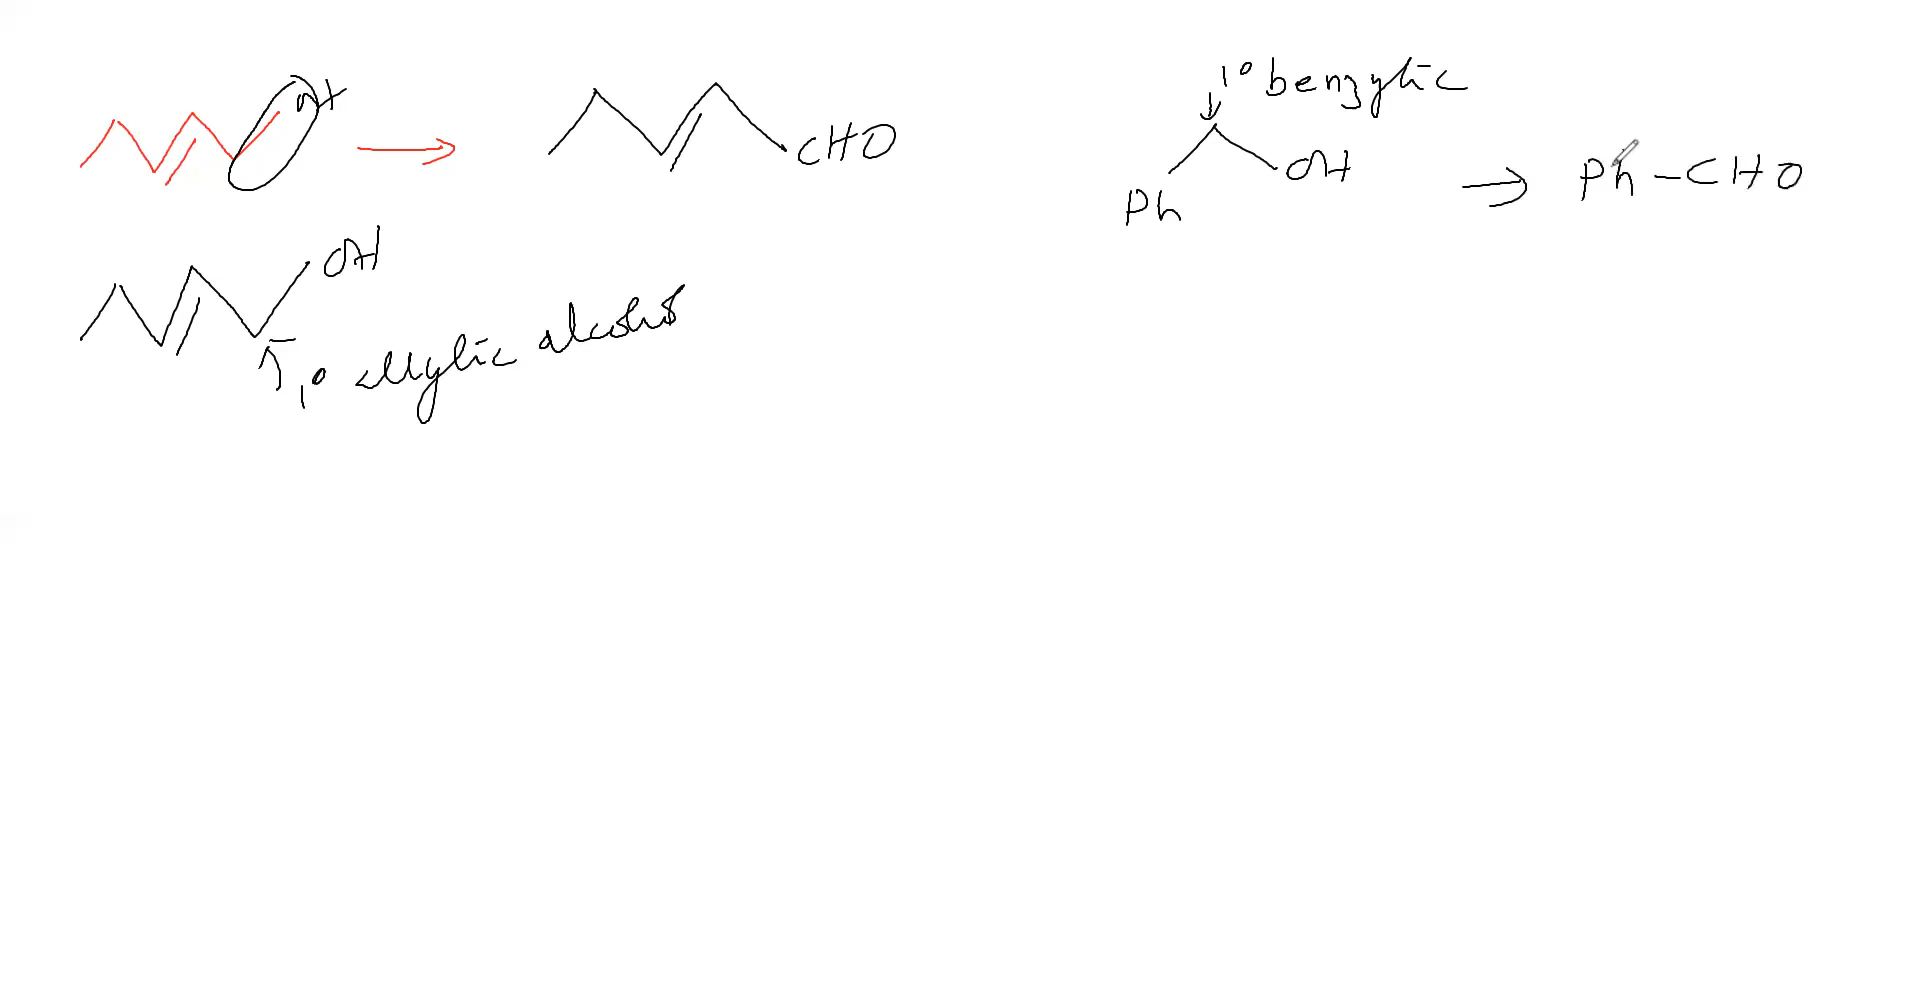 OH
CHO
1° benzylic
Ph
OH
Ph-CHO
OH
1° allylic alcohol